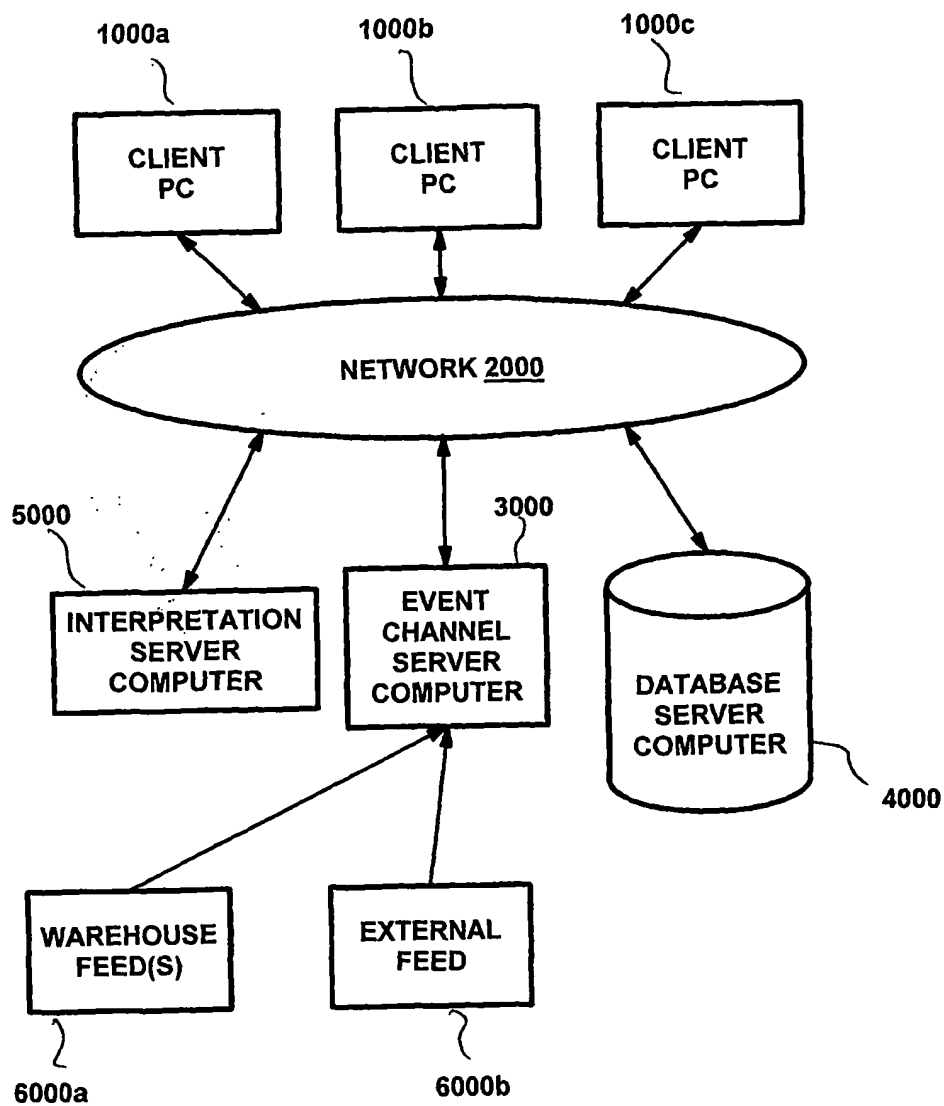 1000a
1000b
1000c
CLIENT
PC
CLIENT
PC
CLIENT
PC
NETWORK 2000
5000
3000
INTERPRETATION
SERVER
COMPUTER
EVENT
CHANNEL
SERVER
COMPUTER
DATABASE
SERVER
COMPUTER
4000
WAREHOUSE
FEED(S)
EXTERNAL
FEED
6000a
6000b